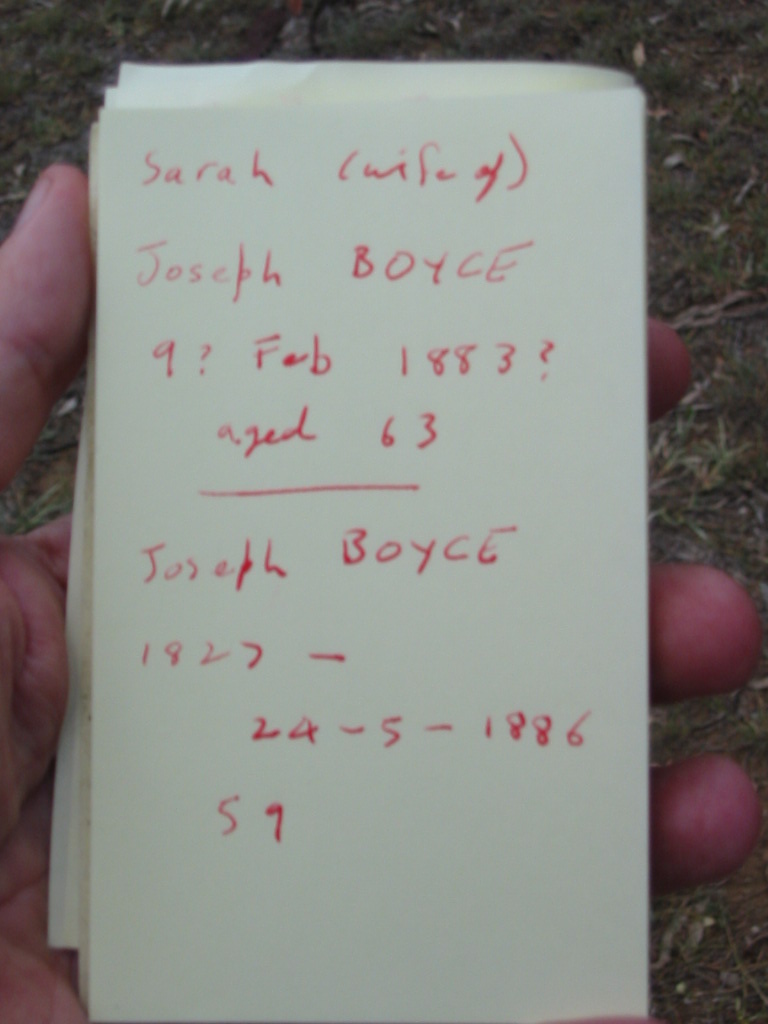 Sarah (wife of)
Joseph BOYCE
9? Feb 1883?
aged 63
Joseph BOYCE
1827 -
24-5-1886
59